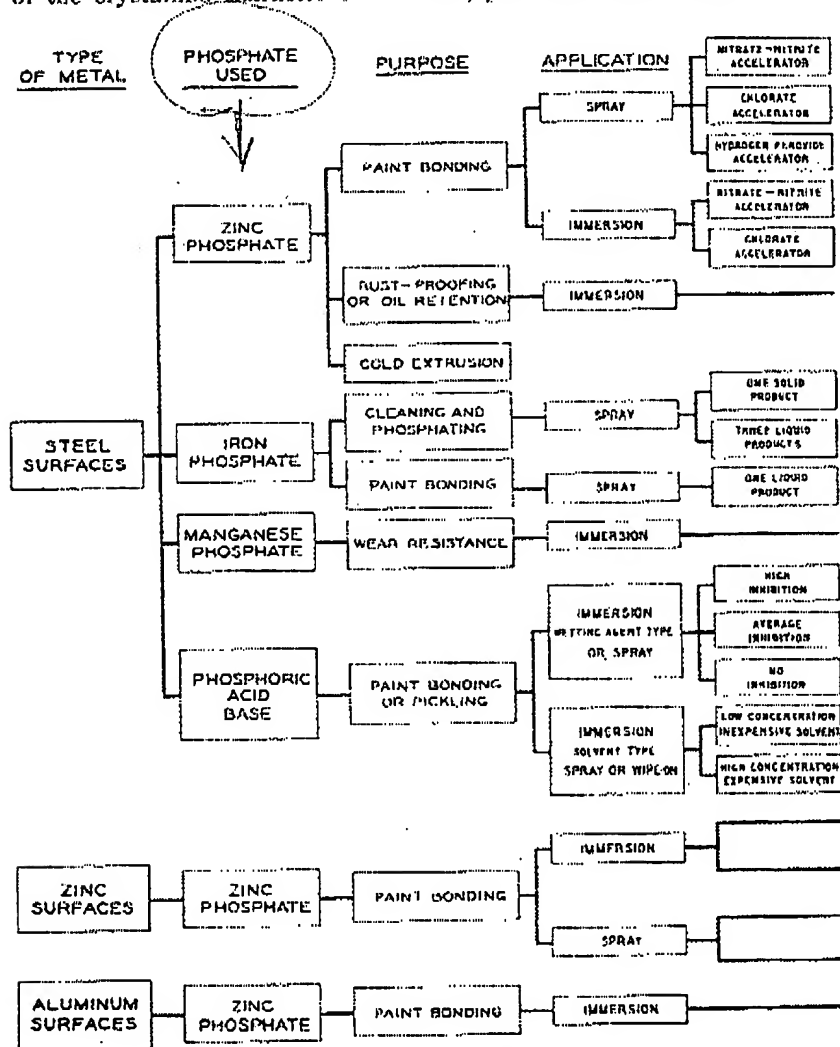 of the crystalline
TYPE
OF METAL
PHOSPHATE
USED
PURPOSE
APPLICATION
STEEL
SURFACES
ZINC
PHOSPHATE
PAINT BONDING
SPRAY
NITRATE-NITRITE
ACCELERATOR
CHLORATE
ACCELERATOR
HYDROGEN PEROXIDE
ACCELERATOR
IMMERSION
NITRATE-NITRITE
ACCELERATOR
CHLORATE
ACCELERATOR
RUST-PROOFING
OR OIL RETENTION
IMMERSION
COLD EXTRUSION
IRON
PHOSPHATE
CLEANING AND
PHOSPHATING
SPRAY
ONE SOLID
PRODUCT
THREE LIQUID
PRODUCTS
PAINT BONDING
SPRAY
ONE LIQUID
PRODUCT
MANGANESE
PHOSPHATE
WEAR RESISTANCE
IMMERSION
PHOSPHORIC
ACID
BASE
PAINT BONDING
OR PICKLING
IMMERSION
WETTING AGENT TYPE
OR SPRAY
HIGH
INHIBITION
AVERAGE
INHIBITION
NO
INHIBITION
IMMERSION
SOLVENT TYPE
SPRAY OR WIPE-ON
LOW CONCENTRATION
INEXPENSIVE SOLVENT
HIGH CONCENTRATION
EXPENSIVE SOLVENT
ZINC
SURFACES
ZINC
PHOSPHATE
PAINT BONDING
IMMERSION
SPRAY
ALUMINUM
SURFACES
ZINC
PHOSPHATE
PAINT BONDING
IMMERSION